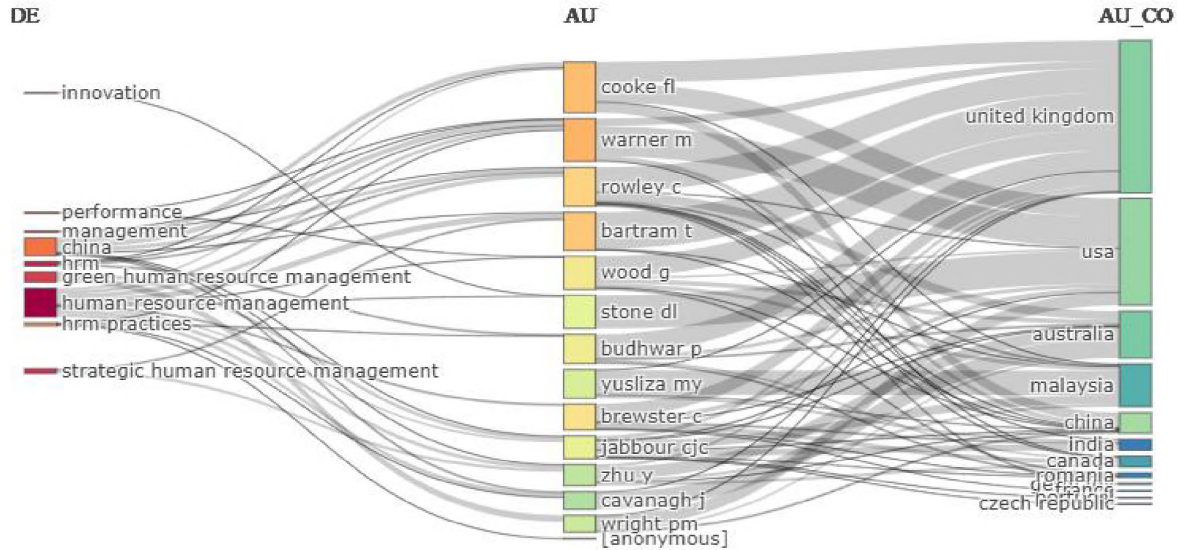 DE
AU
AU_CO
innovation
performance
management
china
hrm
green human resource management
human resource management
hrm practices
strategic human resource management
cooke fl
warner m
rowley c
bartram t
wood g
stone dl
budhwar p
yusliza my
brewster c
jabbour cjc
zhu y
cavanagh j
wright pm
[anonymous]
united kingdom
usa
australia
malaysia
china
india
canada
romania
france
czech republic